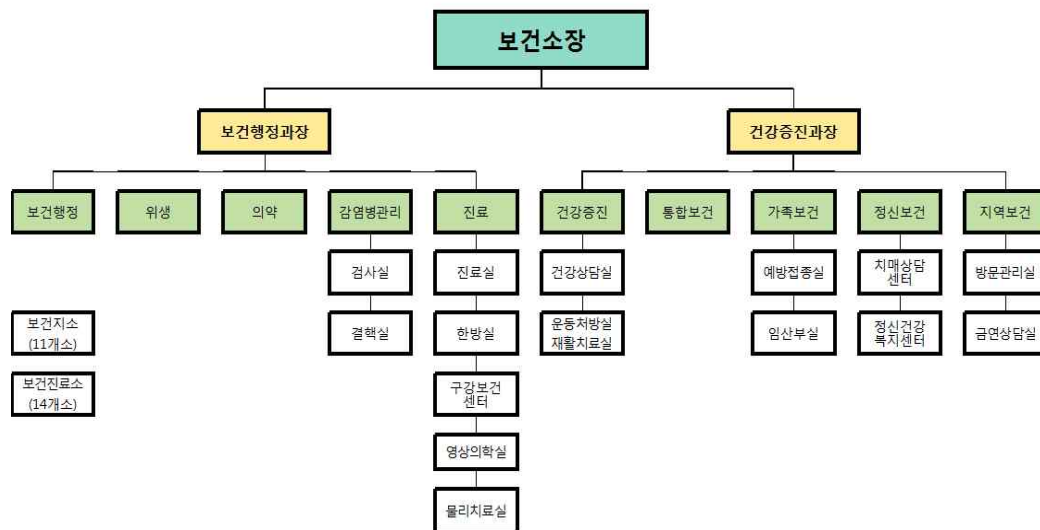 보건소장
보건행정과장
건강증진과장
보건행정
위생
의약
감염병관리
진료
건강증진
통합보건
가족보건
정신보건
지역보건
검사실
진료실
건강상담실
예방접종실
치매상담
센터
방문관리실
보건지소
(11개소)
결핵실
한방실
운동처방실
재활치료실
임산부실
정신건강
복지센터
금연상담실
보건진료소
(14개소)
구강보건
센터
영상의학실
물리치료실